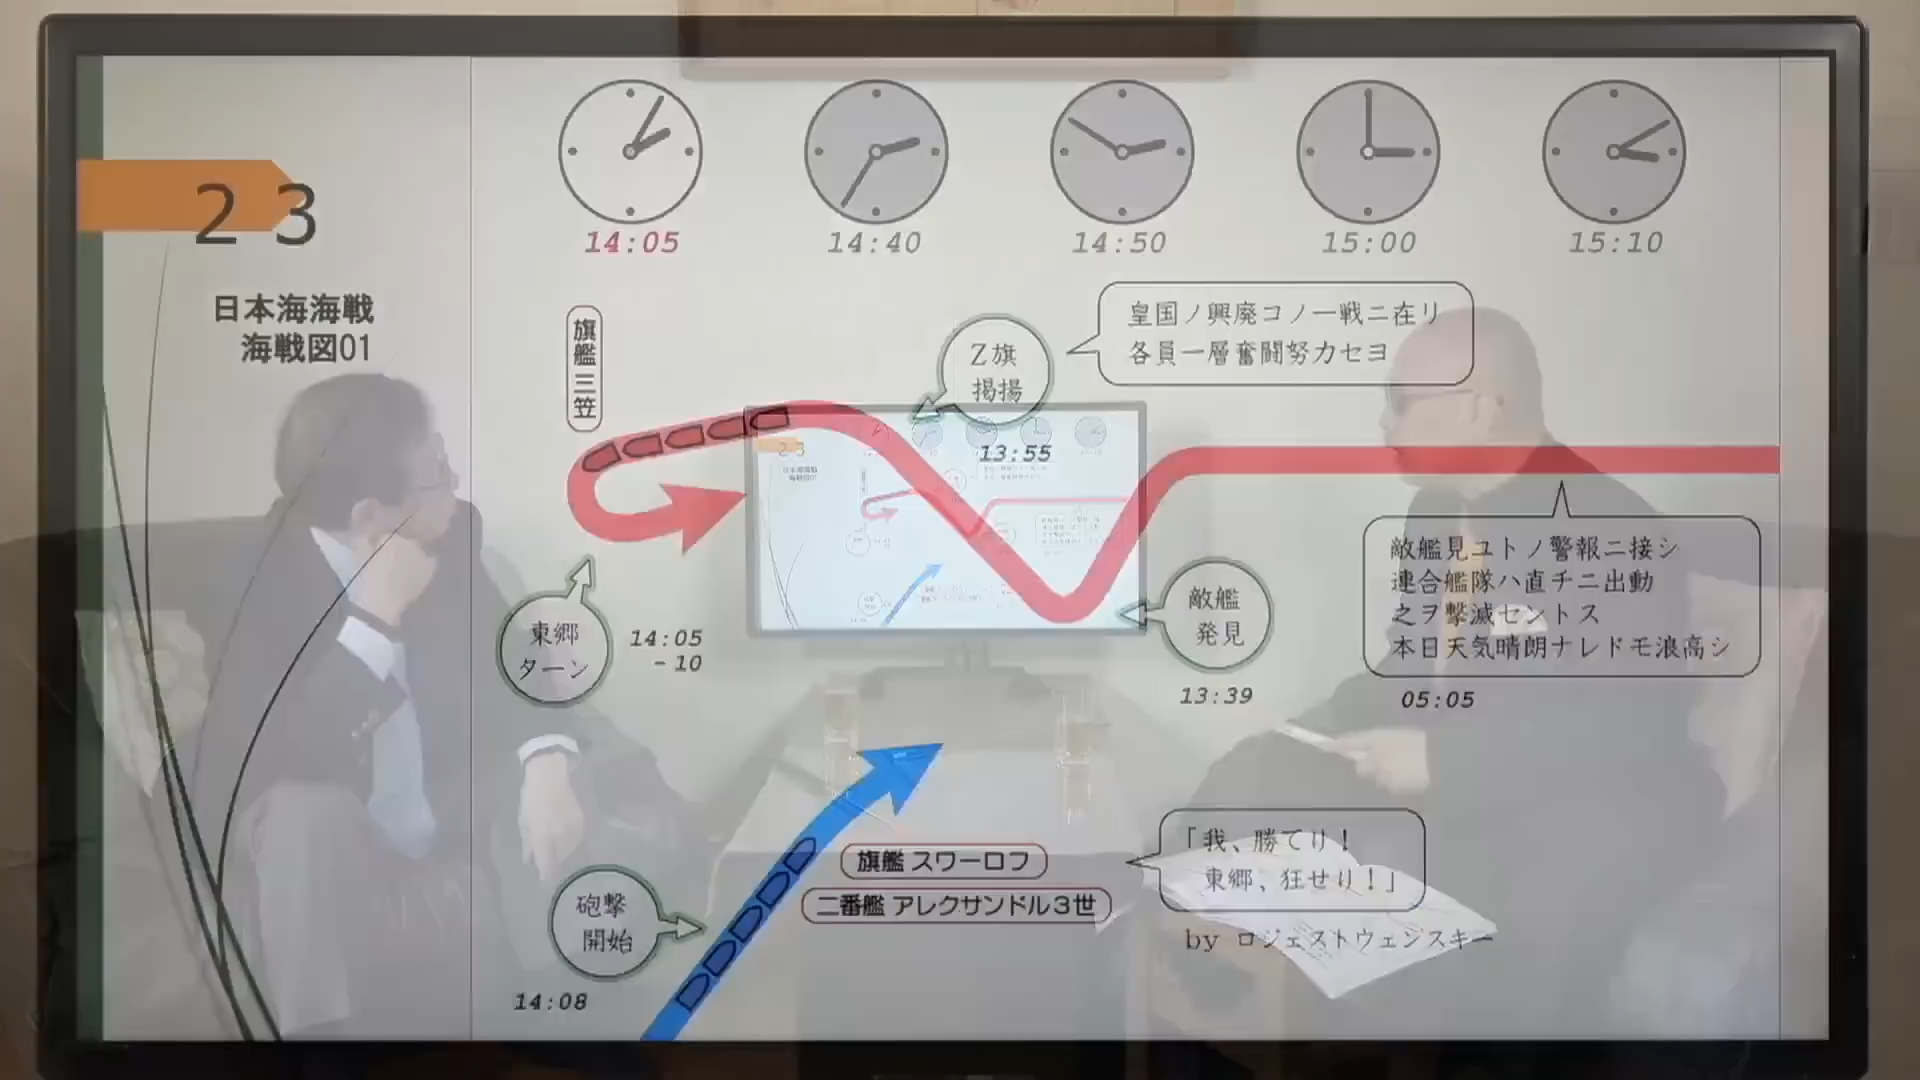 23
日本海海戦
海戦図01
14:05
14:40
14:50
15:00
15:10
旗艦三笠
Z旗
掲揚
皇国ノ興廃コノ一戦ニ在リ
各員一層奮闘努力セヨ
13:55
敵艦見ユトノ警報ニ接シ
連合艦隊ハ直チニ出動
之ヲ撃滅セントス
本日天気晴朗ナレドモ浪高シ
05:05
敵艦
発見
13:39
東郷
ターン
14:05
-10
旗艦 スワーロフ
二番艦 アレクサンドル3世
「我、勝てり！
東郷、狂せり！」
by ロジェストウェンスキー
砲撃
開始
14:08